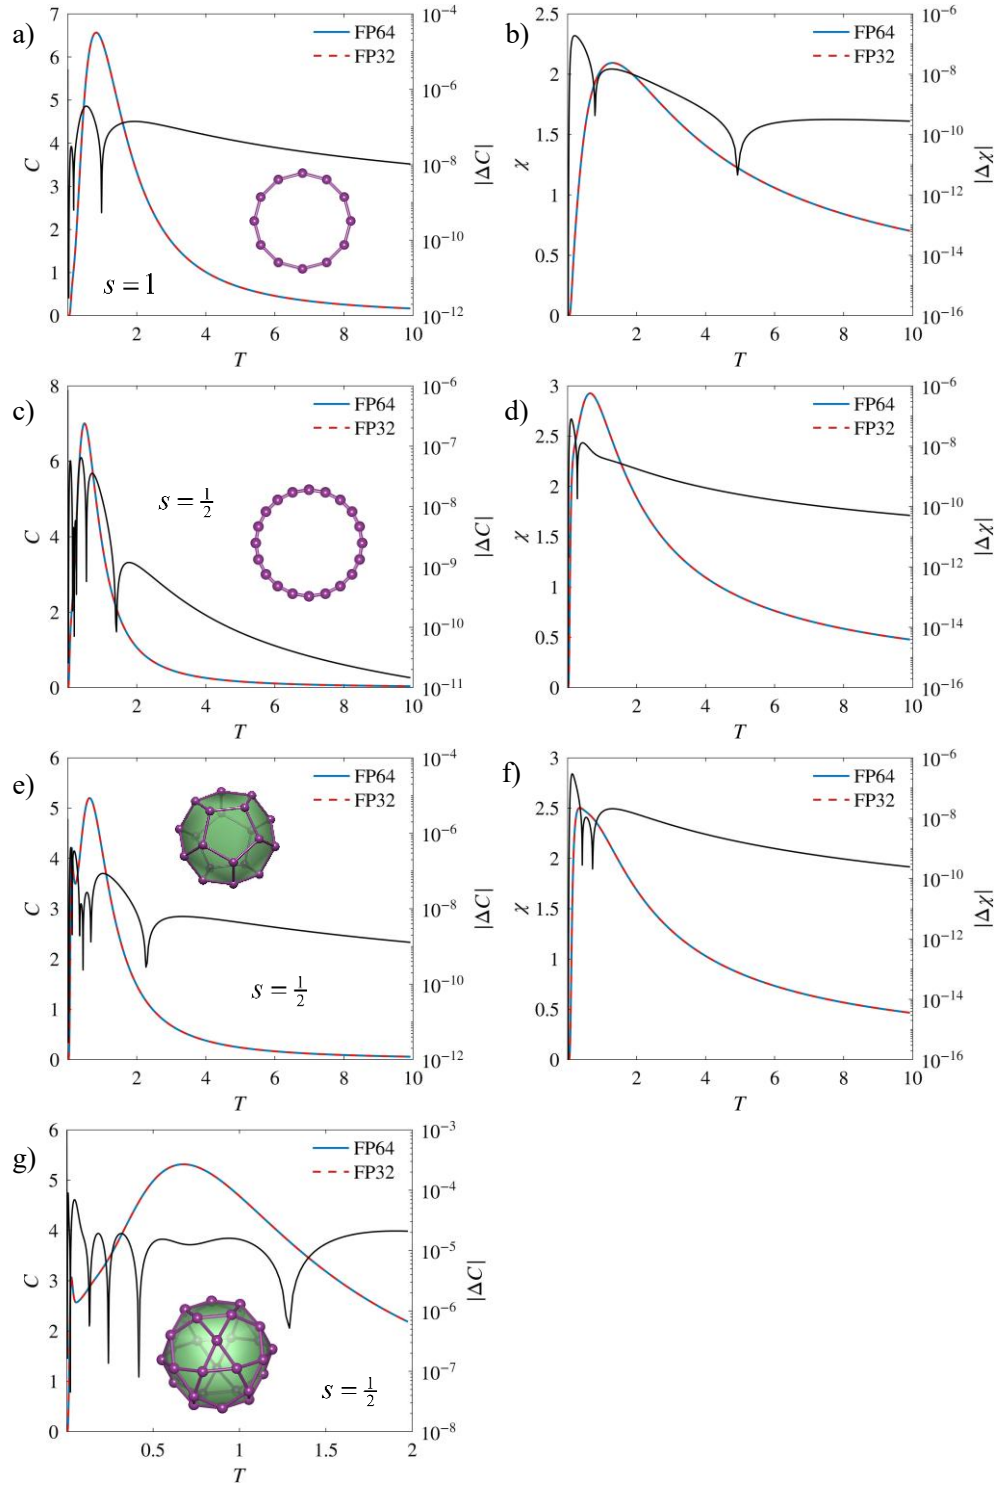 a)
7
6
5
4
3
2
1
0
C
10⁻⁴
10⁻⁶
10⁻⁸
10⁻¹⁰
10⁻¹²
|ΔC|
FP64
FP32
s = 1
2 4 6 8 10
T
b)
2.5
2
1.5
1
0.5
0
χ
10⁻⁶
10⁻⁸
10⁻¹⁰
10⁻¹²
10⁻¹⁴
10⁻¹⁶
|Δχ|
FP64
FP32
2 4 6 8 10
T
c)
8
6
4
2
0
C
10⁻⁶
10⁻⁷
10⁻⁸
10⁻⁹
10⁻¹⁰
10⁻¹¹
|ΔC|
FP64
FP32
s = 1/2
2 4 6 8 10
T
d)
3
2.5
2
1.5
1
0.5
0
χ
10⁻⁶
10⁻⁸
10⁻¹⁰
10⁻¹²
10⁻¹⁴
10⁻¹⁶
|Δχ|
FP64
FP32
2 4 6 8 10
T
e)
6
5
4
3
2
1
0
C
10⁻⁴
10⁻⁶
10⁻⁸
10⁻¹⁰
10⁻¹²
|ΔC|
FP64
FP32
s = 1/2
2 4 6 8 10
T
f)
3
2.5
2
1.5
1
0.5
0
χ
10⁻⁶
10⁻⁸
10⁻¹⁰
10⁻¹²
10⁻¹⁴
10⁻¹⁶
|Δχ|
FP64
FP32
2 4 6 8 10
T
g)
6
5
4
3
2
1
0
C
10⁻³
10⁻⁴
10⁻⁵
10⁻⁶
10⁻⁷
10⁻⁸
|ΔC|
FP64
FP32
s = 1/2
0.5 1 1.5 2
T